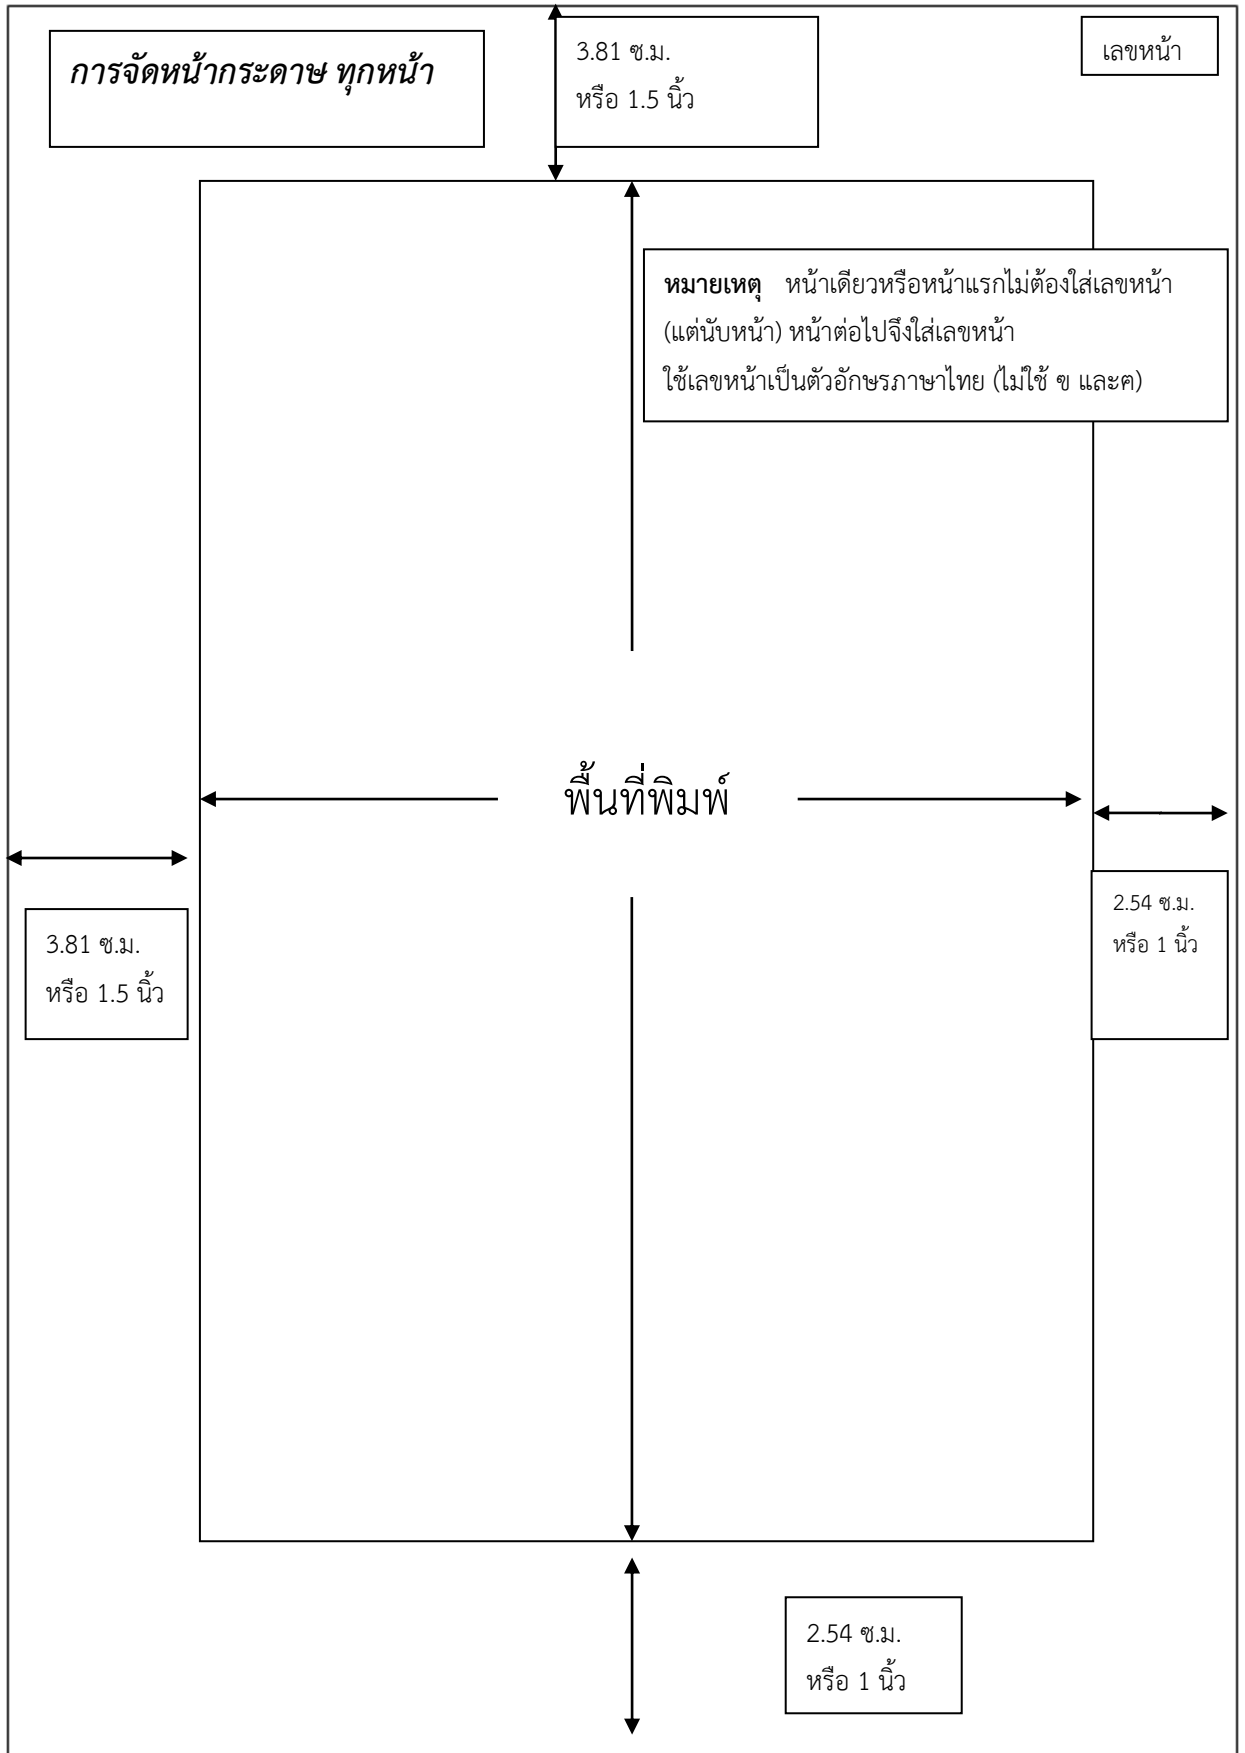 การจัดหน้ากระดาษ ทุกหน้า
3.81 ซ.ม.
หรือ 1.5 นิ้ว
เลขหน้า
หมายเหตุ หน้าเดียวหรือหน้าแรกไม่ต้องใส่เลขหน้า
(แต่นับหน้า) หน้าต่อไปจึงใส่เลขหน้า
ใช้เลขหน้าเป็นตัวอักษรภาษาไทย (ไม่ใช้ ฃ และฅ)
พื้นที่พิมพ์
3.81 ซ.ม.
หรือ 1.5 นิ้ว
2.54 ซ.ม.
หรือ 1 นิ้ว
2.54 ซ.ม.
หรือ 1 นิ้ว